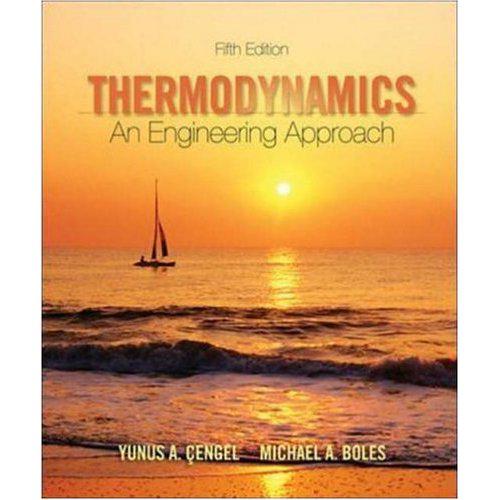 Fifth Edition
THERMODYNAMICS
An Engineering Approach
YUNUS A. ÇENGEL MICHAEL A. BOLES